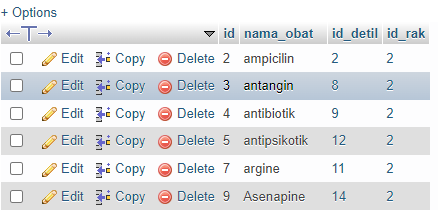 + Options
id nama_obat id_detil id_rak
Edit Copy Delete 2 ampicilin 2 2
Edit Copy Delete 3 antangin 8 2
Edit Copy Delete 4 antibiotik 9 2
Edit Copy Delete 5 antipsikotik 12 2
Edit Copy Delete 7 argine 11 2
Edit Copy Delete 9 Asenapine 14 2